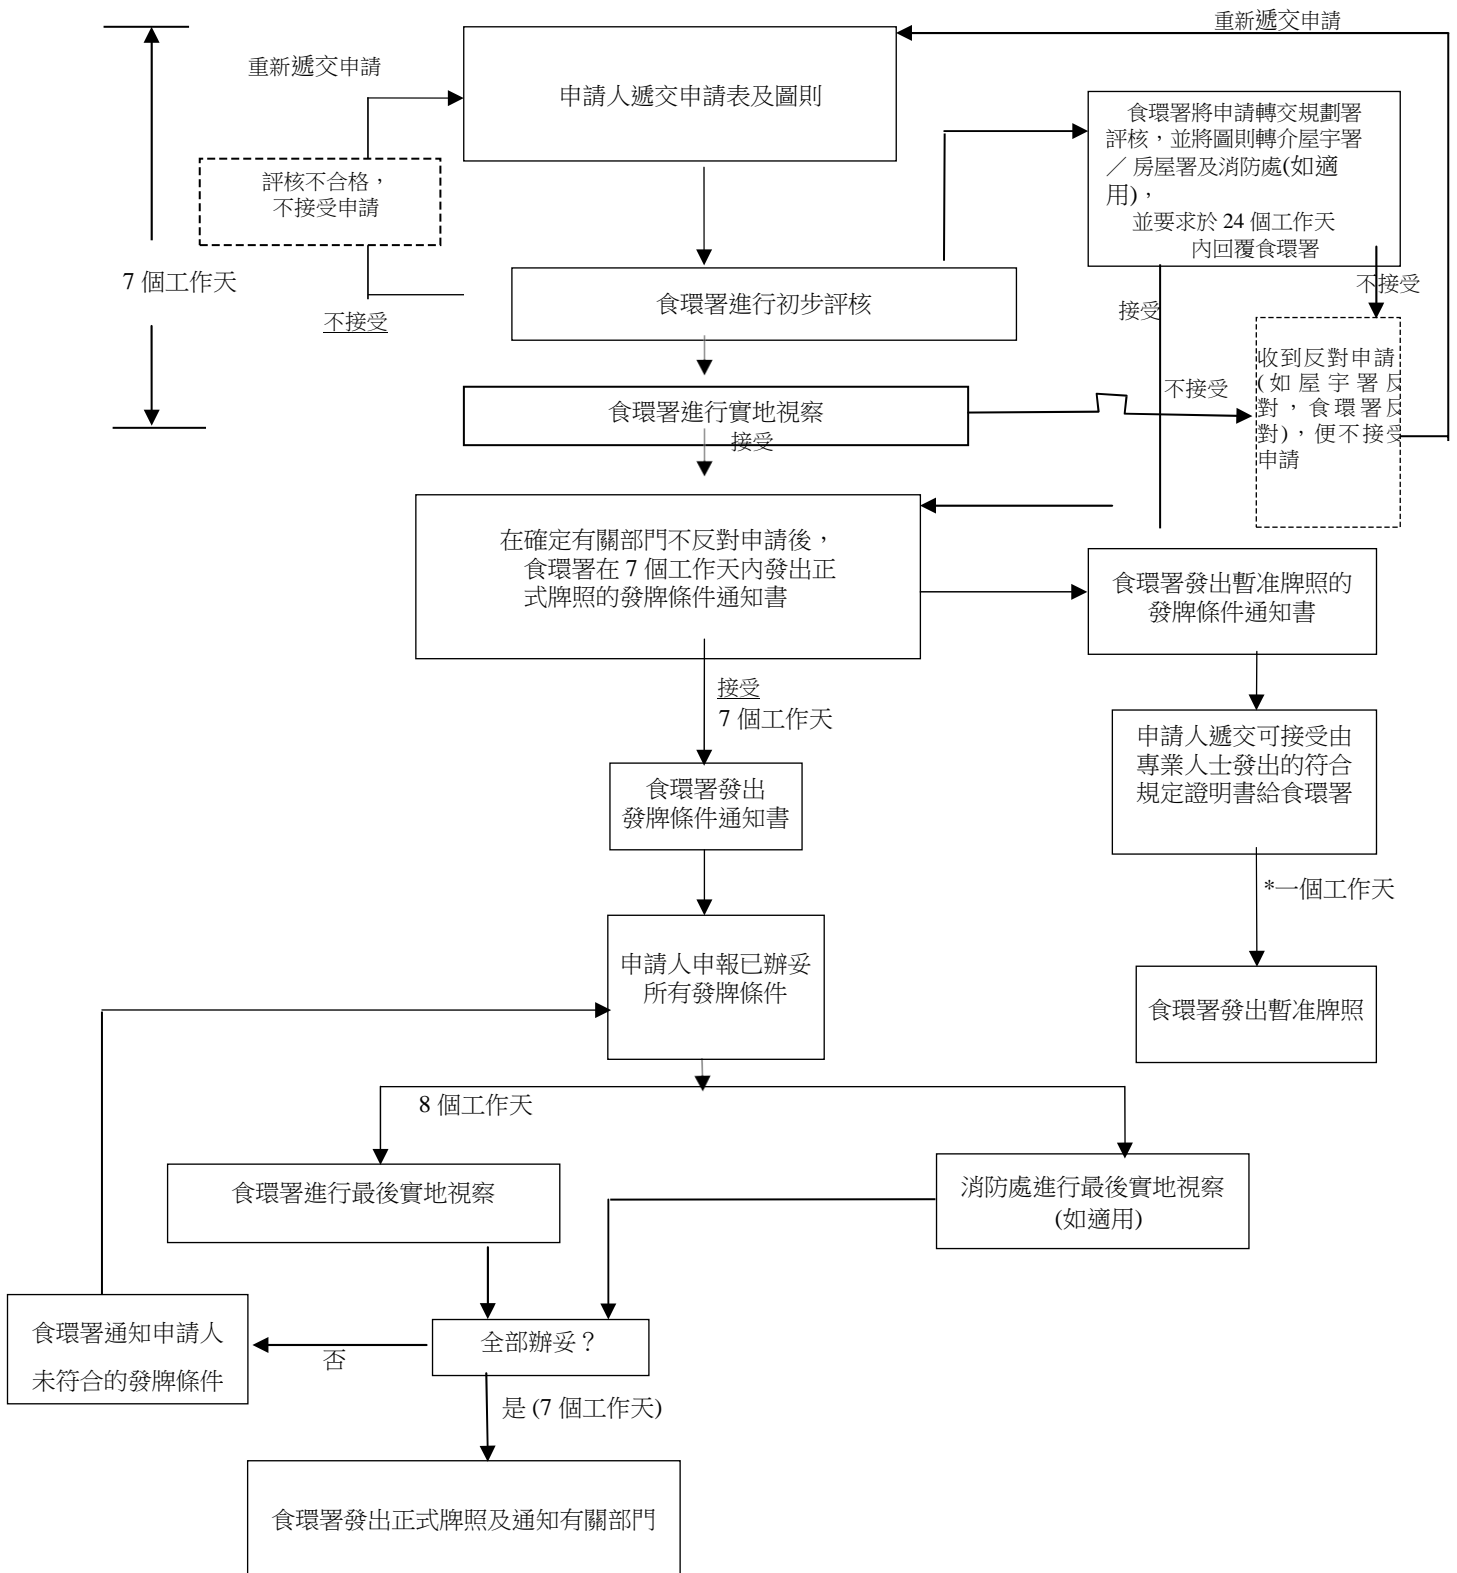 重新遞交申請
重新遞交申請
申請人遞交申請表及圖則
食環署將申請轉交規劃署
評核，並將圖則轉介屋宇署
／房屋署及消防處(如適
用)，
並要求於 24 個工作天
內回覆食環署
評核不合格，
不接受申請
7 個工作天
不接受
食環署進行初步評核
接受
不接受
收到反對申請
(如屋宇署反
對，食環署反
對)，便不接受
申請
食環署進行實地視察
不接受
接受
在確定有關部門不反對申請後，
食環署在 7 個工作天內發出正
式牌照的發牌條件通知書
食環署發出暫准牌照的
發牌條件通知書
接受
7 個工作天
申請人遞交可接受由
專業人士發出的符合
規定證明書給食環署
食環署發出
發牌條件通知書
*一個工作天
申請人申報已辦妥
所有發牌條件
食環署發出暫准牌照
8 個工作天
食環署進行最後實地視察
消防處進行最後實地視察
(如適用)
食環署通知申請人
未符合的發牌條件
否
全部辦妥？
是 (7 個工作天)
食環署發出正式牌照及通知有關部門